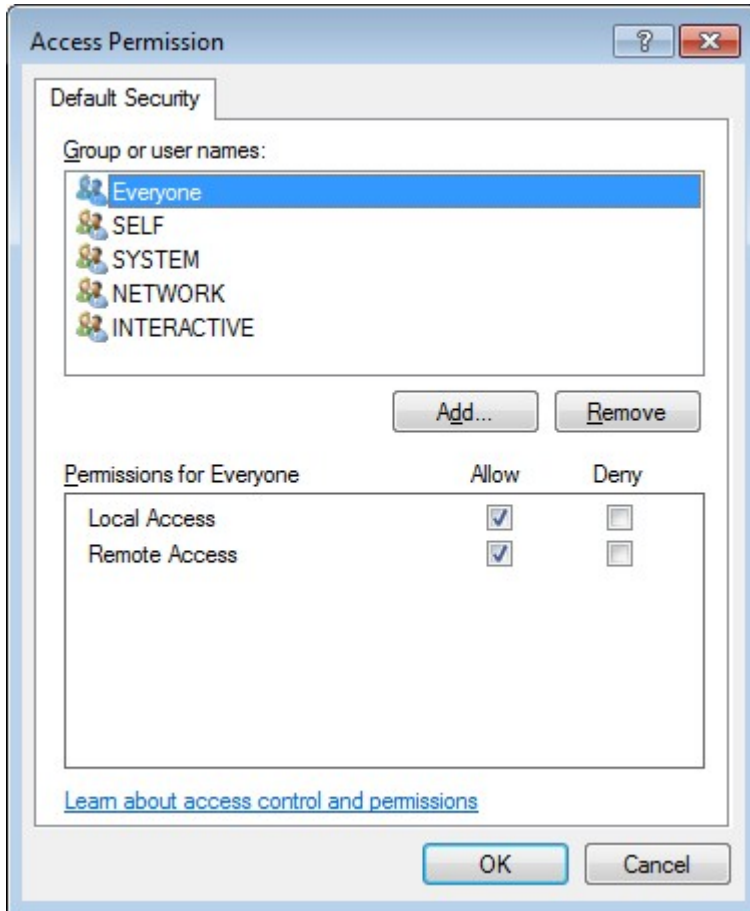 Access Permission
Default Security
Group or user names:
Everyone
SELF
SYSTEM
NETWORK
INTERACTIVE
Add... Remove
Permissions for Everyone Allow Deny
Local Access
Remote Access
Learn about access control and permissions
OK Cancel